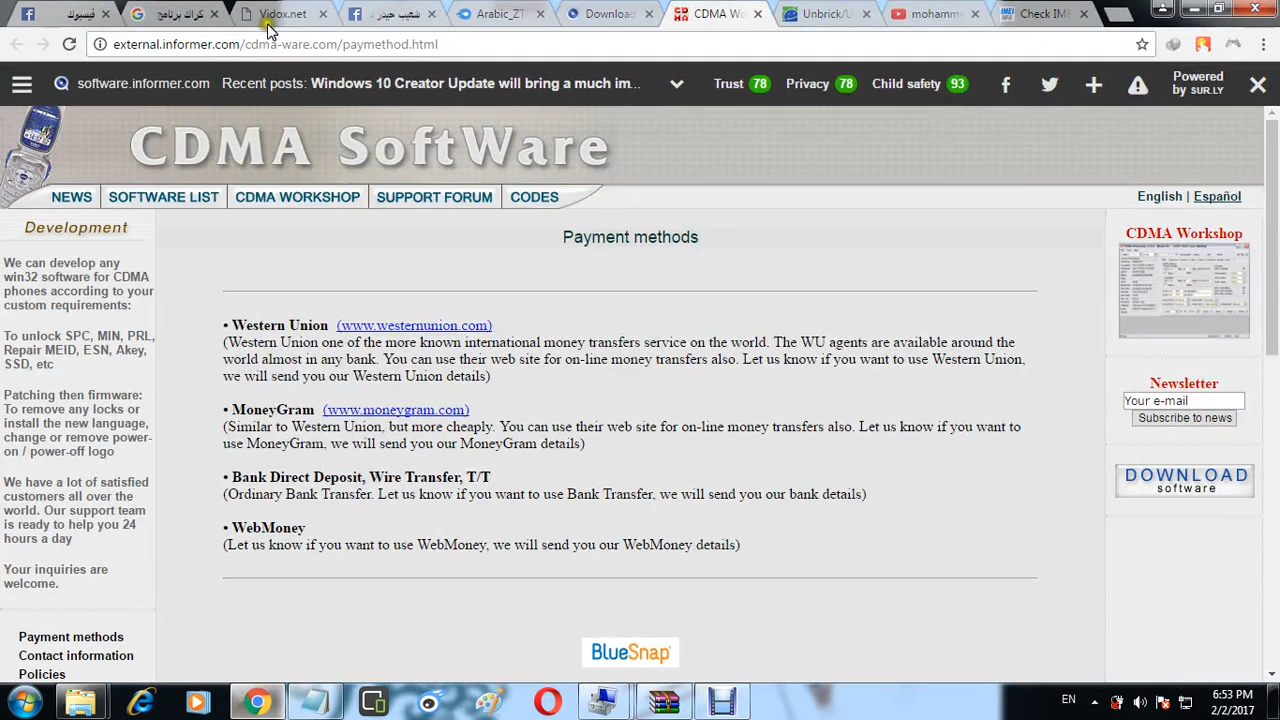 فيسبوك
كراك برنامج
Vidox.net
شعيب حيدر
Arabic_ZT
Download
CDMA Wo
Unbrick/U
mohamm
Check IME
external.informer.com/cdma-ware.com/paymethod.html
software.informer.com Recent posts: Windows 10 Creator Update will bring a much im... Trust 78 Privacy 78 Child safety 93 Powered by SUR.LY
CDMA SoftWare
NEWS SOFTWARE LIST CDMA WORKSHOP SUPPORT FORUM CODES English | Español
Development
We can develop any
win32 software for CDMA
phones according to your
custom requirements:
To unlock SPC, MIN, PRL,
Repair MEID, ESN, Akey,
SSD, etc
Patching then firmware:
To remove any locks or
install the new language,
change or remove power-
on / power-off logo
We have a lot of satisfied
customers all over the
world. Our support team
is ready to help you 24
hours a day
Your inquiries are
welcome.
Payment methods
Contact information
Policies
Payment methods
• Western Union (www.westernunion.com)
(Western Union one of the more known international money transfers service on the world. The WU agents are available around the
world almost in any bank. You can use their web site for on-line money transfers also. Let us know if you want to use Western Union,
we will send you our Western Union details)
• MoneyGram (www.moneygram.com)
(Similar to Western Union, but more cheaply. You can use their web site for on-line money transfers also. Let us know if you want to
use MoneyGram, we will send you our MoneyGram details)
• Bank Direct Deposit, Wire Transfer, T/T
(Ordinary Bank Transfer. Let us know if you want to use Bank Transfer, we will send you our bank details)
• WebMoney
(Let us know if you want to use WebMoney, we will send you our WebMoney details)
BlueSnap
CDMA Workshop
Newsletter
Your e-mail
Subscribe to news
DOWNLOAD
software
EN
6:53 PM
2/2/2017